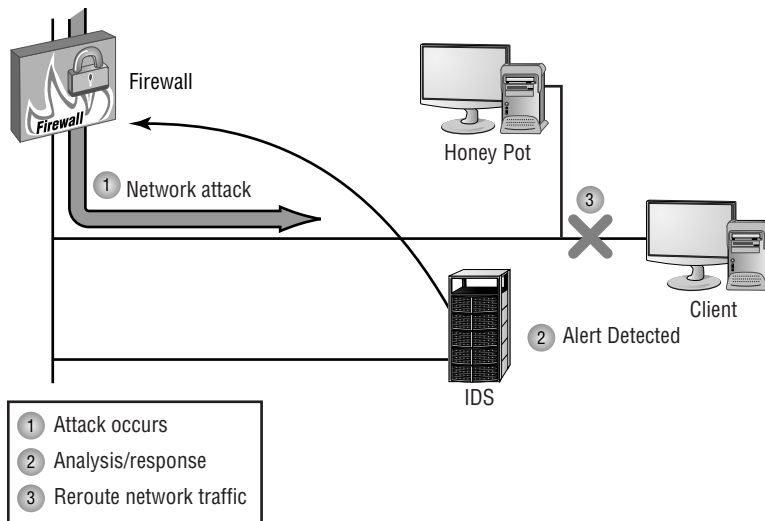 Firewall
Firewall
1 Network attack
Honey Pot
3
Client
2 Alert Detected
IDS
1 Attack occurs
2 Analysis/response
3 Reroute network traffic